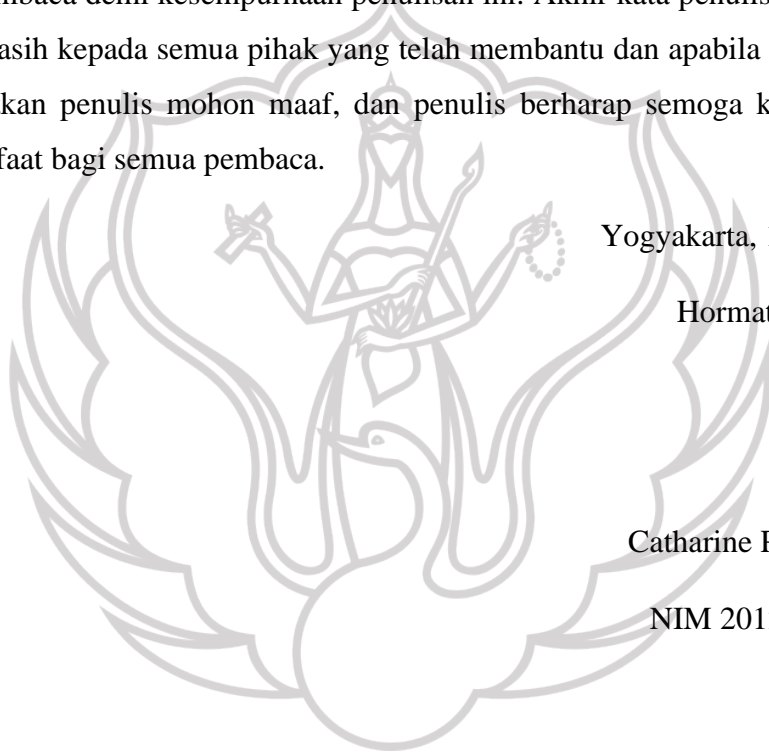 mbaca demi kesempurnaan penulisan ini. Akhir kata penulis
asih kepada semua pihak yang telah membantu dan apabila
kan penulis mohon maaf, dan penulis berharap semoga k
faat bagi semua pembaca.
Yogyakarta, 1
Hormat
Catharine
NIM 201